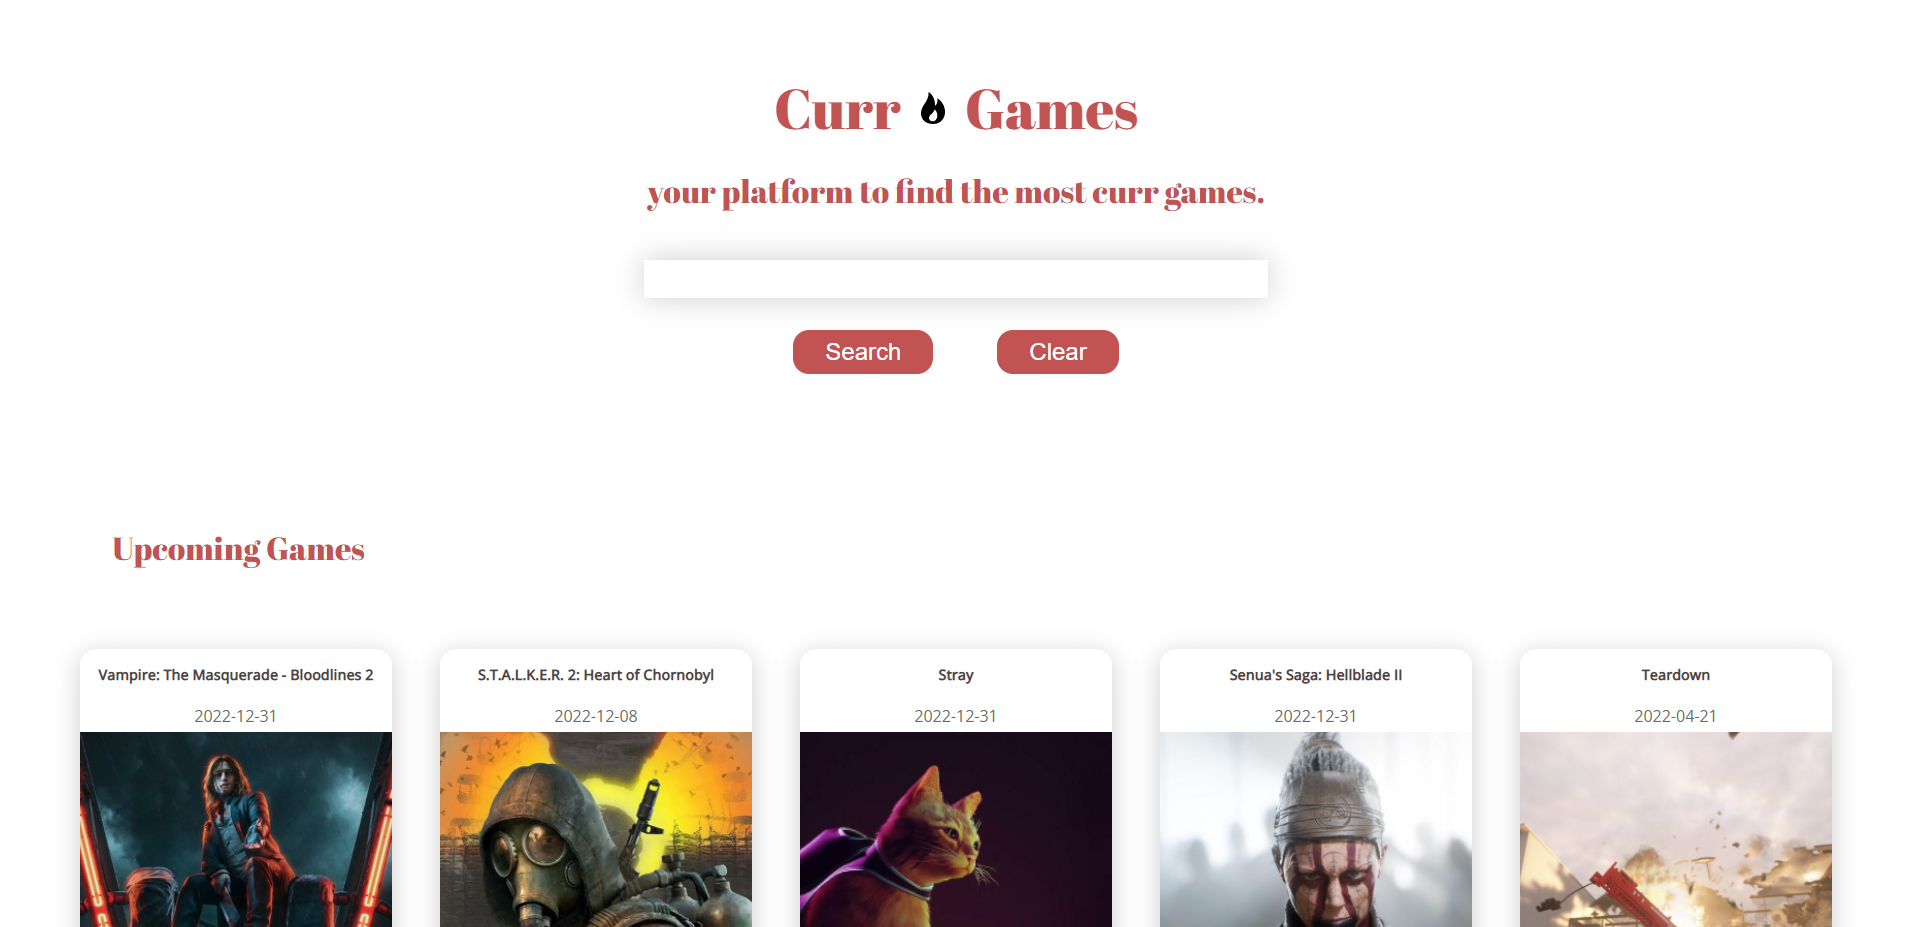 Curr Games
your platform to find the most curr games.
Search Clear
Upcoming Games
Vampire: The Masquerade - Bloodlines 2
2022-12-31
S.T.A.L.K.E.R. 2: Heart of Chornobyl
2022-12-08
Stray
2022-12-31
Senua's Saga: Hellblade II
2022-12-31
Teardown
2022-04-21